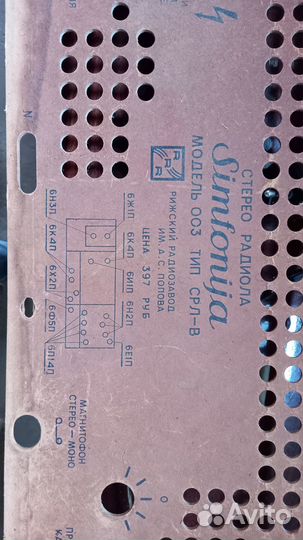 СТЕРЕО РАДИОЛА
Simfonija
МОДЕЛЬ 003 ТИП СРЛ-В
RRR
РИЖСКИЙ РАДИОЗАВОД
ИМ. А.С. ПОПОВА
ЦЕНА 397 РУБ
6Ж1П
6К4П
6И1П
6Н2П
6Е1П
6Н3П
6К4П
6Х2П
6Ф5П
6П14П
МАГНИТОФОН
СТЕРЕО-МОНО
Avito